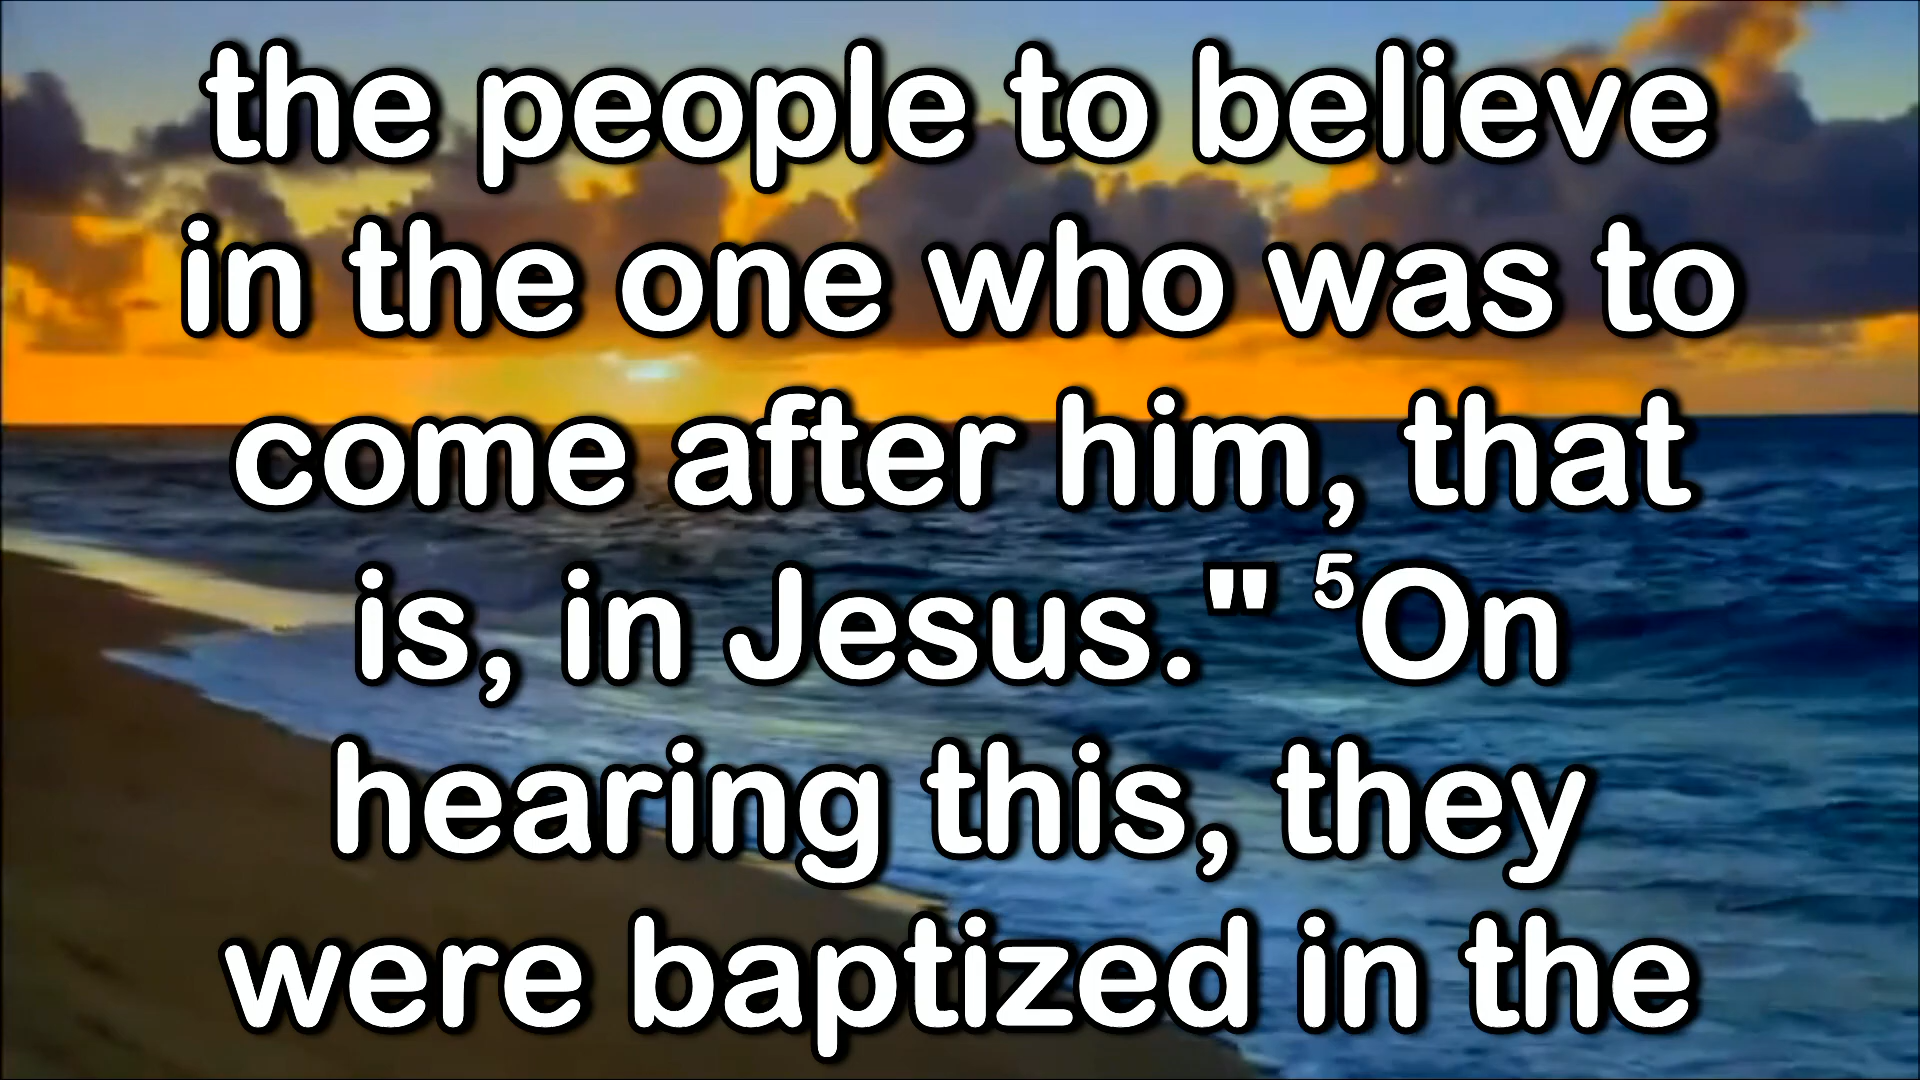 the people to believe
in the one who was to
come after him, that
is, in Jesus." ⁵On
hearing this, they
were baptized in the